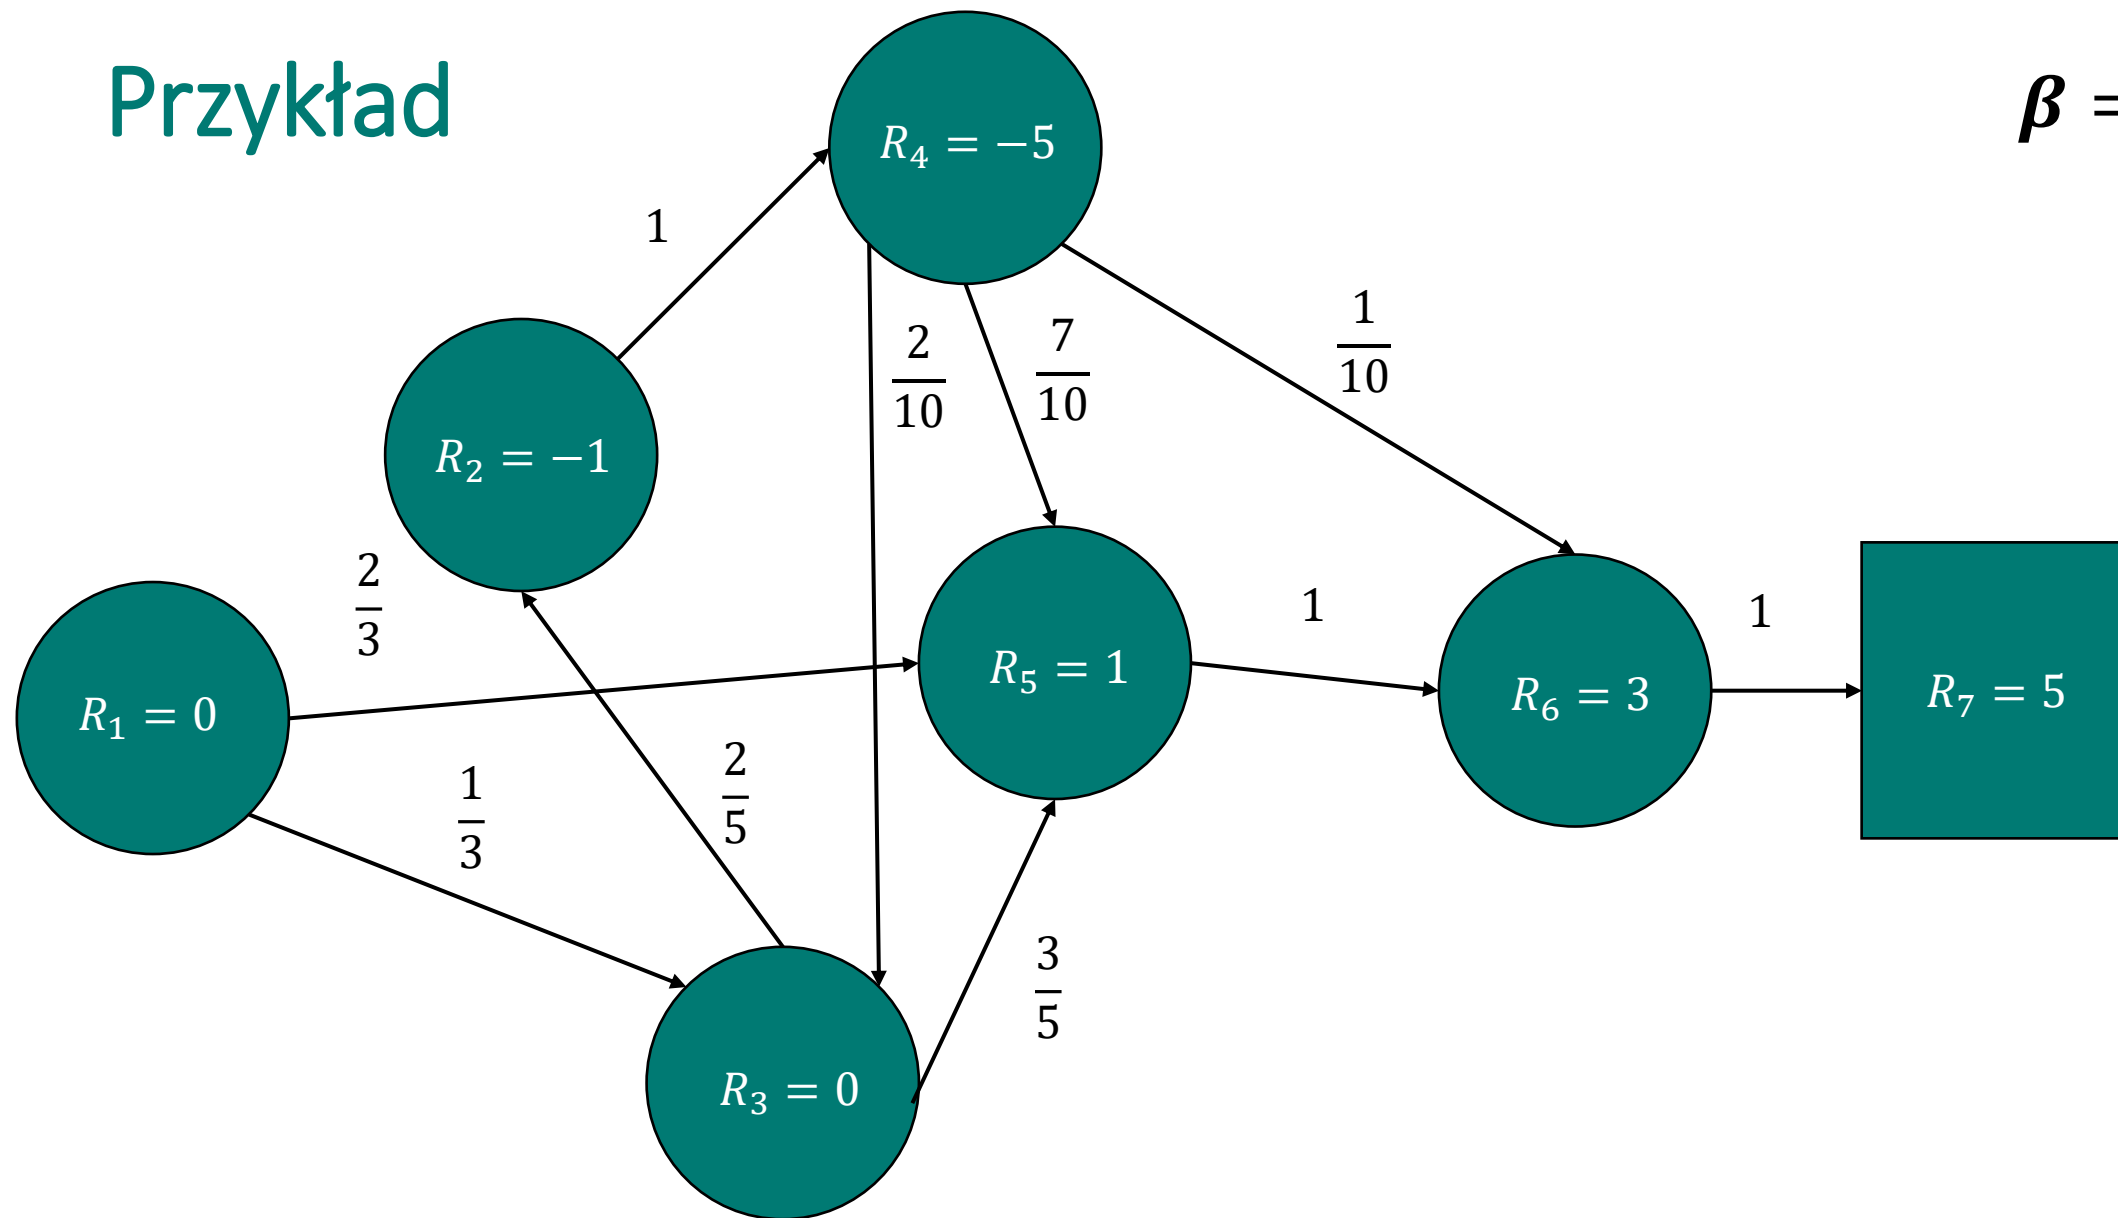 Przykład
β =
R₄ = −5
1
2/10
7/10
1/10
R₂ = −1
2/3
1
1
R₅ = 1
R₆ = 3
R₇ = 5
R₁ = 0
1/3
2/5
3/5
R₃ = 0